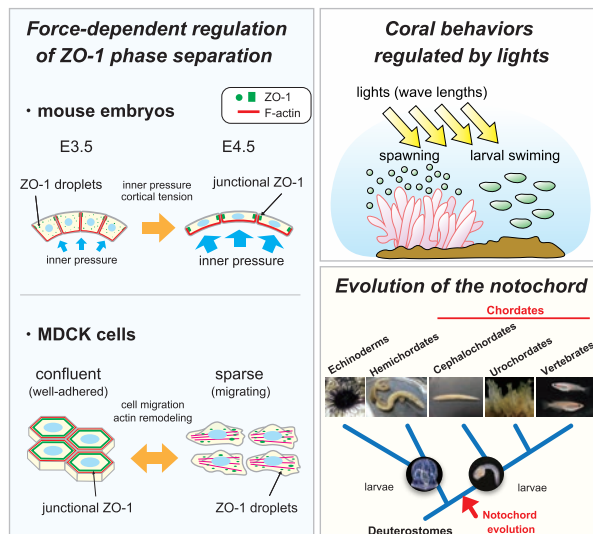 Force-dependent regulation
of ZO-1 phase separation
ZO-1
F-actin
・mouse embryos
E3.5
E4.5
ZO-1 droplets
inner pressure
cortical tension
junctional ZO-1
inner pressure
inner pressure
・MDCK cells
confluent
(well-adhered)
sparse
(migrating)
cell migration
actin remodeling
junctional ZO-1
ZO-1 droplets
Coral behaviors
regulated by lights
lights (wave lengths)
spawning
larval swiming
Evolution of the notochord
Chordates
Echinoderms
Hemichordates
Cephalochordates
Urochordates
Vertebrates
larvae
larvae
Notochord
evolution
Deuterostomes